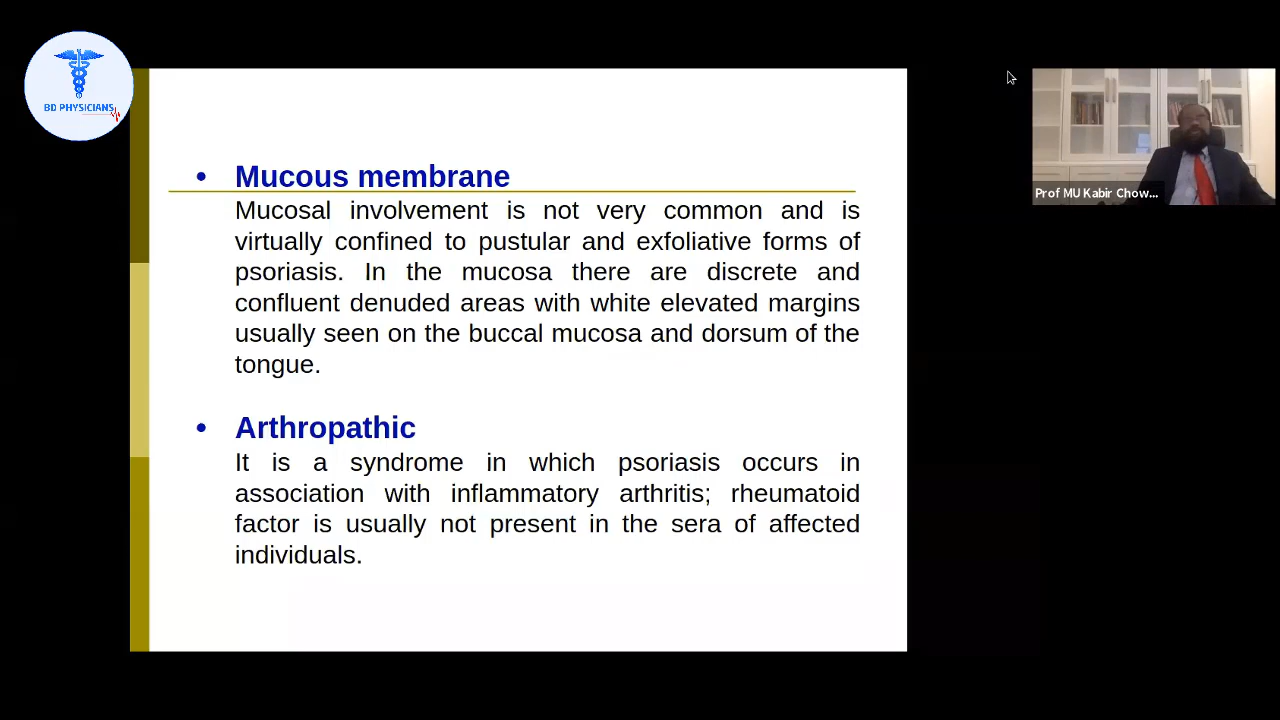 BD PHYSICIANS
• Mucous membrane
Mucosal involvement is not very common and is
virtually confined to pustular and exfoliative forms of
psoriasis. In the mucosa there are discrete and
confluent denuded areas with white elevated margins
usually seen on the buccal mucosa and dorsum of the
tongue.
• Arthropathic
It is a syndrome in which psoriasis occurs in
association with inflammatory arthritis; rheumatoid
factor is usually not present in the sera of affected
individuals.
Prof MU Kabir Chow...